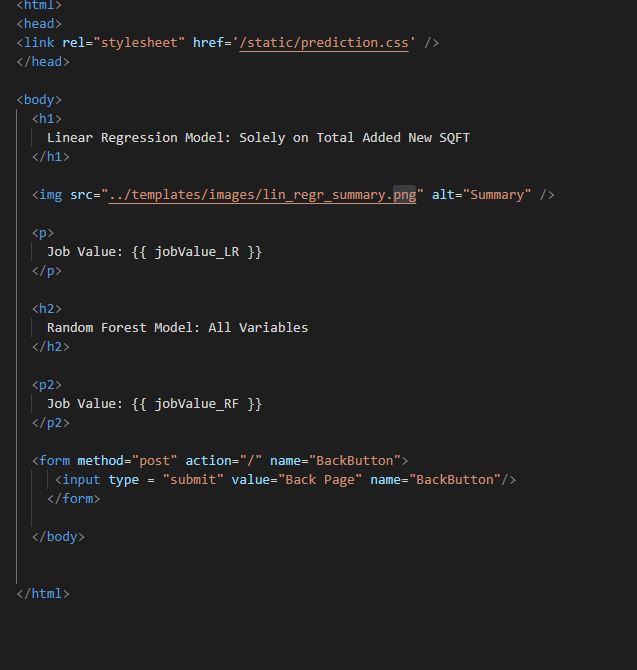 <html>
<head>
<link rel="stylesheet" href='/static/prediction.css' />
</head>
<body>
<h1>
Linear Regression Model: Solely on Total Added New SQFT
</h1>
<img src="../templates/images/lin_regr_summary.png" alt="Summary" />
<p>
Job Value: {{ jobValue_LR }}
</p>
<h2>
Random Forest Model: All Variables
</h2>
<p2>
Job Value: {{ jobValue_RF }}
</p2>
<form method="post" action="/" name="BackButton">
<input type = "submit" value="Back Page" name="BackButton"/>
</form>
</body>
</html>